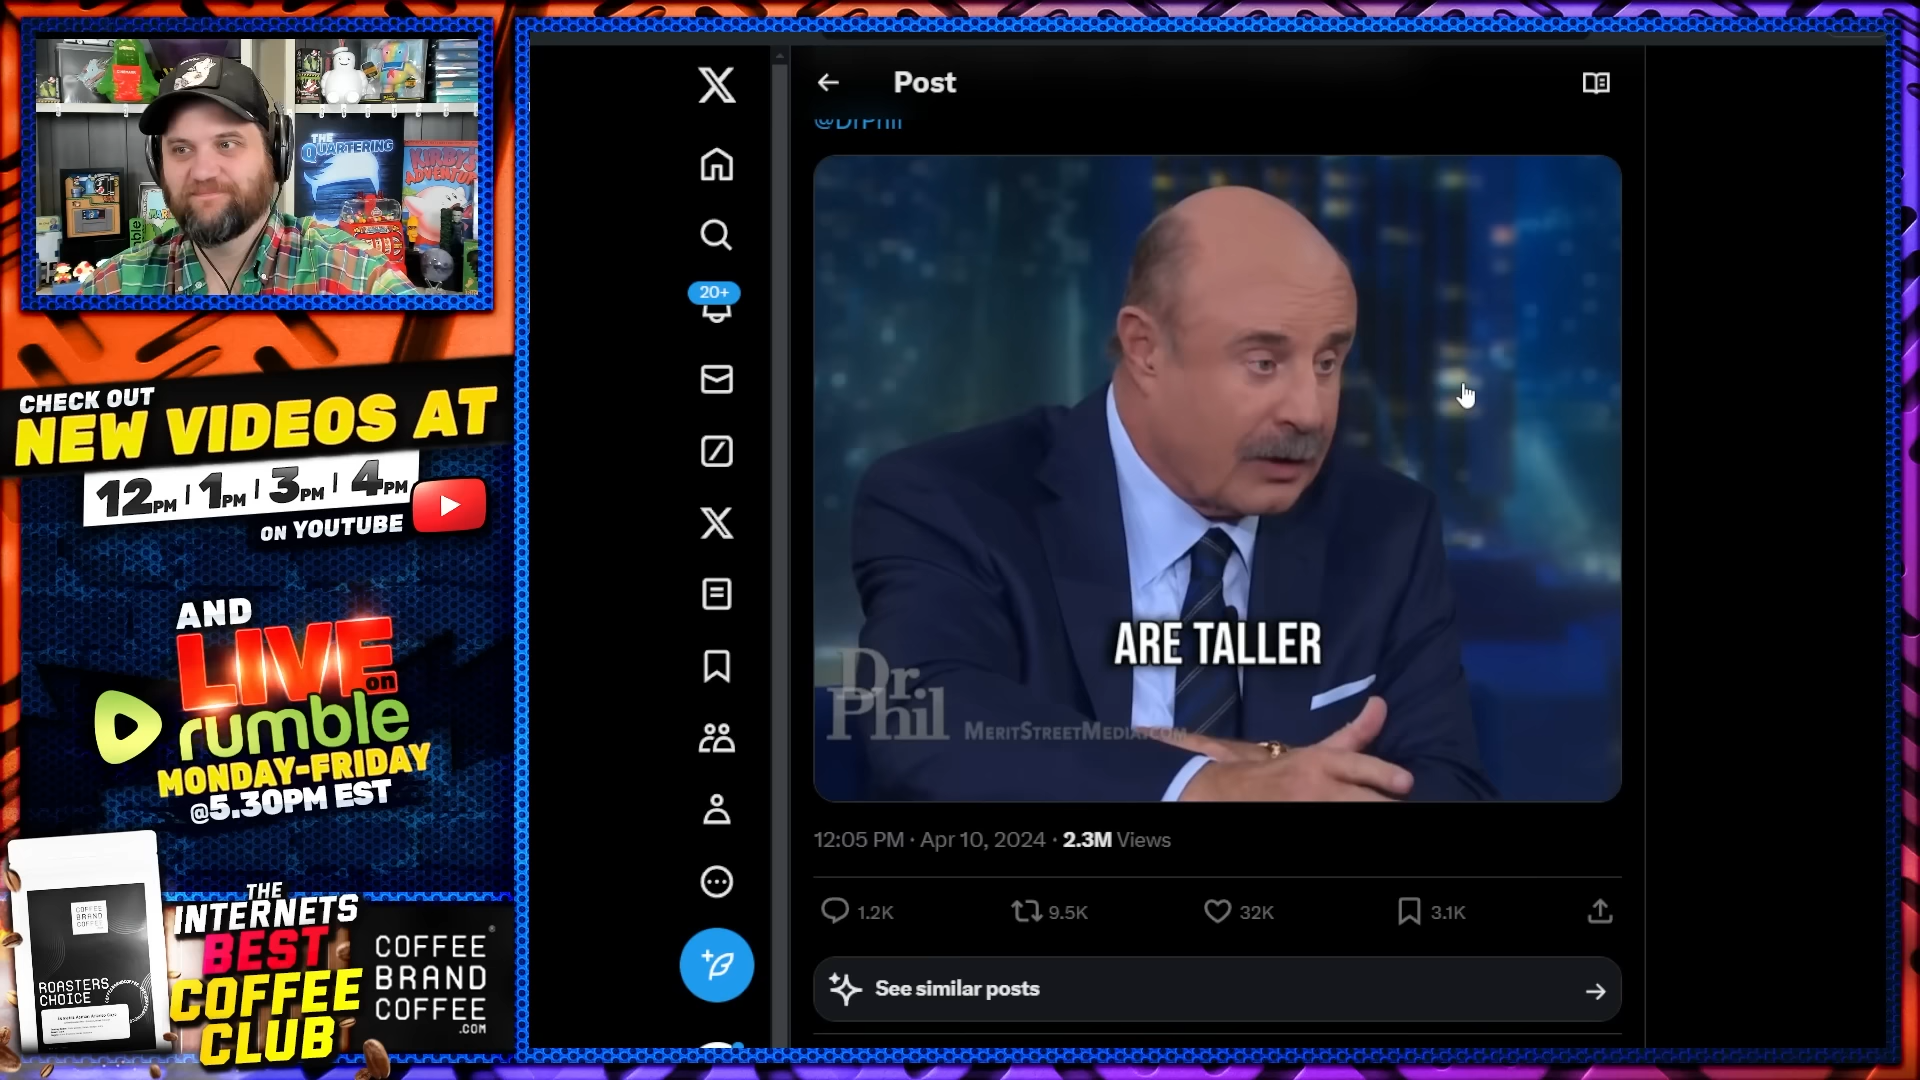 THE
QUARTERING
KIRBY'S
ADVENTURE
CHECK OUT
NEW VIDEOS AT
12PM | 1PM | 3PM | 4PM
ON YOUTUBE
AND
LIVE on
rumble
MONDAY-FRIDAY
@5.30PM EST
THE
INTERNETS
BEST
COFFEE
CLUB
COFFEE
BRAND
COFFEE
.COM
COFFEE
BRAND
COFFEE
ROASTERS
CHOICE
20+
Post
@DrPhil
ARE TALLER
Dr.
Phil
MERITSTREETMEDIA.COM
12:05 PM · Apr 10, 2024 · 2.3M Views
1.2K
9.5K
32K
3.1K
See similar posts